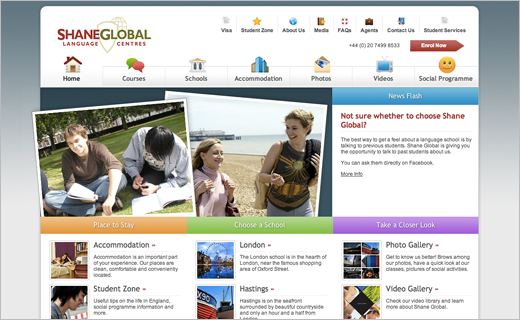 SHANEGLOBAL
LANGUAGE CENTRES
Visa
Student Zone
About Us
Media
FAQs
Agents
Contact Us
Student Services
+44 (0) 20 7499 8533
Enrol Now
Home
Courses
Schools
Accommodation
Photos
Videos
Social Programme
News Flash
Not sure whether to choose Shane
Global?
The best way to get a feel about a language school is by
talking to previous students. Shane Global is giving you
the opportunity to talk to past students about us.
You can ask them directly on Facebook.
More Info
Place to Stay
Choose a School
Take a Closer Look
Accommodation
Accommodation is an important
part of your experience. Our places are
clean, comfortable and conveniently
located.
London
The London school is in the hearth of
London, near the famous shopping
area of Oxford Street.
Photo Gallery
Get to know us better! Brows among
our photos, have a quick look at our
classes, pictures of social activities.
Student Zone
Useful tips on the life in England,
social programme information and
more.
Hastings
Hastings is on the seafront
surrounded by beautiful countryside
and only an hour and a half from
Video Gallery
Check our video library and learn
more about Shane Global.